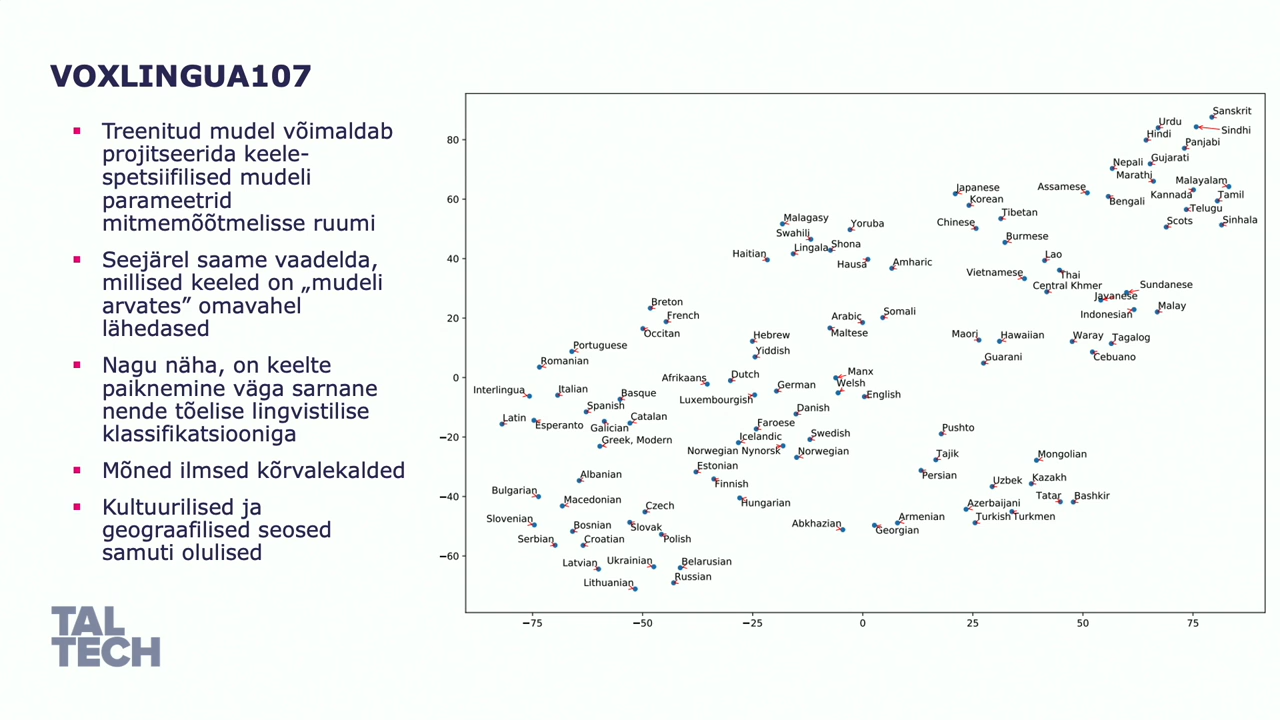 VOXLINGUA107
▪ Treenitud mudel võimaldab
projitseerida keele-
spetsiifilised mudeli
parameetrid
mitmemõõtmelisse ruumi
▪ Seejärel saame vaadelda,
millised keeled on „mudeli
arvates” omavahel
lähedased
▪ Nagu näha, on keelte
paiknemine väga sarnane
nende tõelise lingvistilise
klassifikatsiooniga
▪ Mõned ilmsed kõrvalekalded
▪ Kultuurilised ja
geograafilised seosed
samuti olulised
TAL
TECH
80
60
40
20
0
−20
−40
−60
−75
−50
−25
0
25
50
75
Sanskrit
Urdu
Sindhi
Hindi
Panjabi
Gujarati
Nepali
Marathi
Malayalam
Assamese
Kannada
Tamil
Bengali
Telugu
Scots
Sinhala
Japanese
Korean
Tibetan
Chinese
Burmese
Malagasy
Yoruba
Swahili
Lingala
Shona
Haitian
Hausa
Amharic
Lao
Vietnamese
Thai
Central Khmer
Sundanese
Javanese
Malay
Indonesian
Breton
French
Occitan
Arabic
Somali
Maltese
Hebrew
Yiddish
Maori
Hawaiian
Waray
Tagalog
Guarani
Cebuano
Portuguese
Romanian
Interlingua
Italian
Basque
Afrikaans
Dutch
German
Manx
Welsh
English
Luxembourgish
Spanish
Latin
Esperanto
Galician
Catalan
Danish
Faroese
Greek, Modern
Icelandic
Swedish
Norwegian Nynorsk
Norwegian
Pushto
Estonian
Finnish
Tajik
Persian
Mongolian
Albanian
Bulgarian
Hungarian
Uzbek
Kazakh
Macedonian
Czech
Tatar
Bashkir
Azerbaijani
Slovenian
Bosnian
Slovak
Abkhazian
Armenian
Georgian
Turkish
Turkmen
Serbian
Croatian
Polish
Latvian
Ukrainian
Belarusian
Lithuanian
Russian